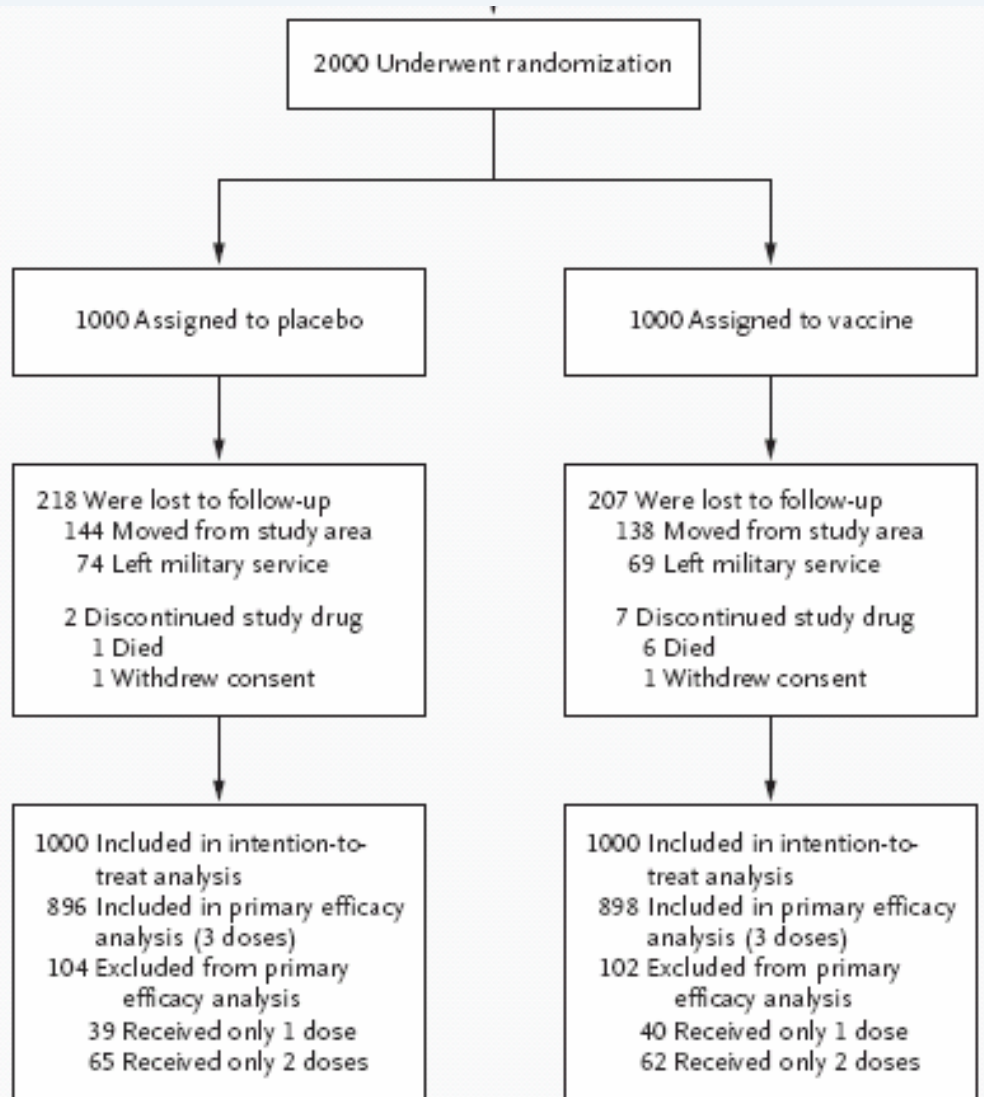 2000 Underwent randomization
1000 Assigned to placebo
1000 Assigned to vaccine
218 Were lost to follow-up
144 Moved from study area
74 Left military service
2 Discontinued study drug
1 Died
1 Withdrew consent
207 Were lost to follow-up
138 Moved from study area
69 Left military service
7 Discontinued study drug
6 Died
1 Withdrew consent
1000 Included in intention-to-
treat analysis
896 Included in primary efficacy
analysis (3 doses)
104 Excluded from primary
efficacy analysis
39 Received only 1 dose
65 Received only 2 doses
1000 Included in intention-to-
treat analysis
898 Included in primary efficacy
analysis (3 doses)
102 Excluded from primary
efficacy analysis
40 Received only 1 dose
62 Received only 2 doses